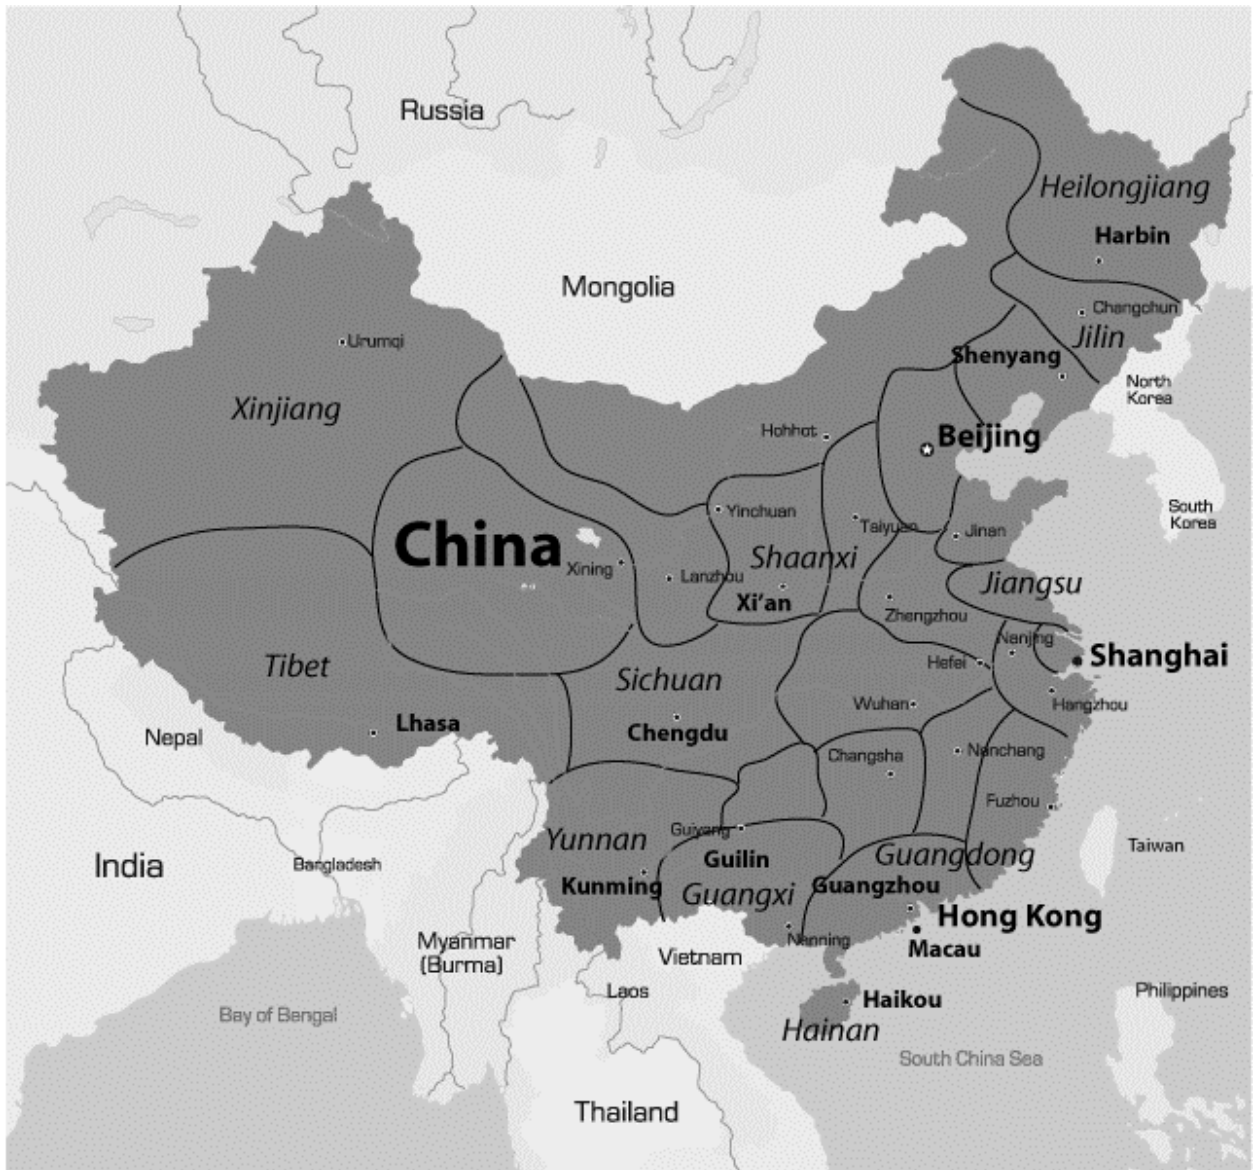 Russia
Heilongjiang
Harbin
Mongolia
Changchun
Jilin
Urumqi
Shenyang
North
Korea
Xinjiang
Hohhot
Beijing
Yinchuan
South
Korea
Taiyuan
Jinan
China
Shaanxi
Xining
Lanzhou
Jiangsu
Xi'an
Zhengzhou
Nanjing
Shanghai
Hefei
Tibet
Sichuan
Wuhan
Hangzhou
Lhasa
Chengdu
Nepal
Changsha
Nanchang
Fuzhou
Yunnan
Guiyang
Taiwan
India
Bangladesh
Guilin
Guangdong
Kunming
Guangxi
Guangzhou
Hong Kong
Nanning
Macau
Myanmar
(Burma)
Vietnam
Laos
Haikou
Philippines
Bay of Bengal
Hainan
South China Sea
Thailand